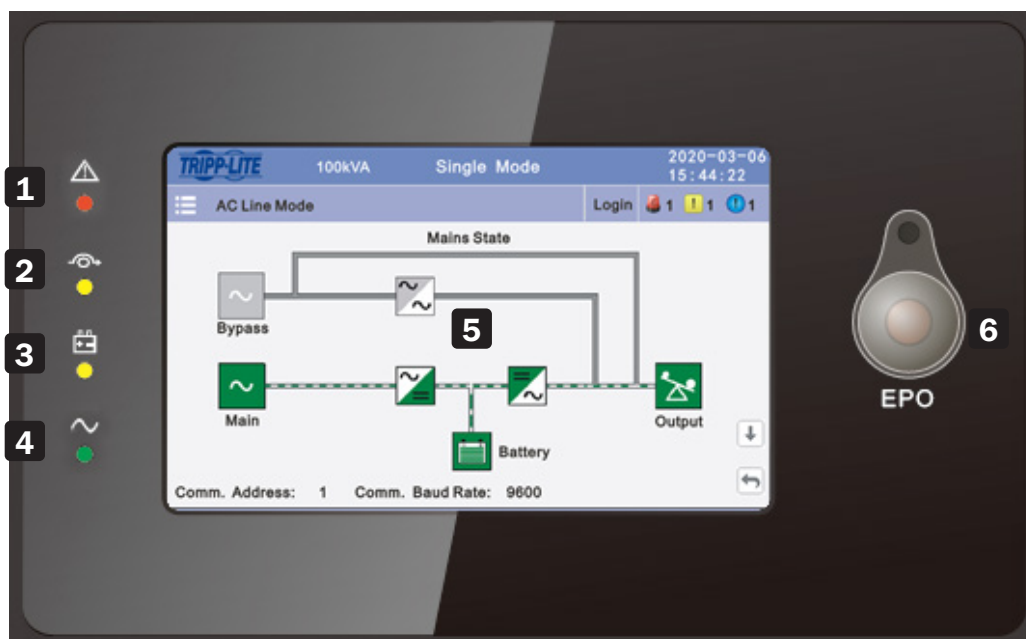 TRIPP-LITE 100kVA Single Mode 2020-03-06
15:44:22
AC Line Mode Login 1 1 1
Mains State
Bypass
Main
Output
Battery
Comm. Address: 1 Comm. Baud Rate: 9600
1
2
3
4
5
6
EPO